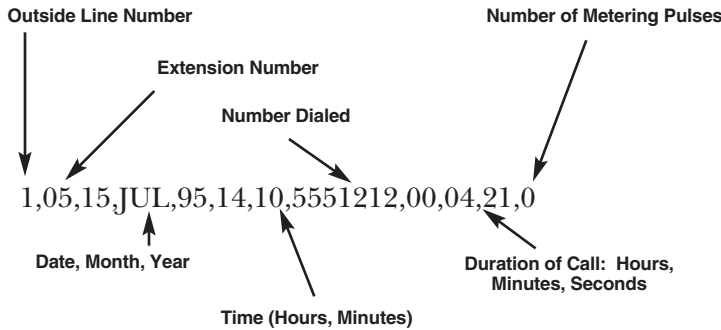 Outside Line Number
Number of Metering Pulses
Extension Number
Number Dialed
1,05,15,JUL,95,14,10,5551212,00,04,21,0
Date, Month, Year
Duration of Call: Hours,
Minutes, Seconds
Time (Hours, Minutes)